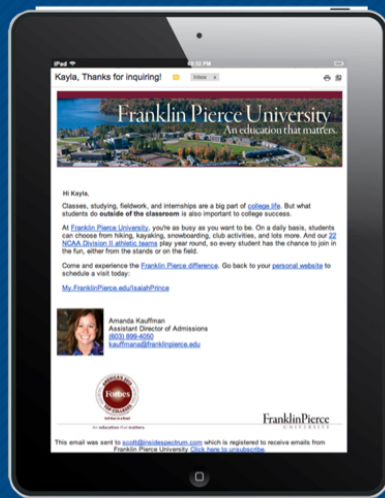 iPad
Kayla, Thanks for inquiring!
Inbox x
Franklin Pierce University
An education that matters.
Hi Kayla,
Classes, studying, fieldwork, and internships are a big part of college life. But what
students do outside of the classroom is also important to college success.
At Franklin Pierce University, you're as busy as you want to be. On a daily basis, students
can choose from hiking, kayaking, snowboarding, club activities, and lots more. And our 22
NCAA Division II athletic teams play year round, so every student has the chance to join in
the fun, either from the stands or on the field.
Come and experience the Franklin Pierce difference. Go back to your personal website to
schedule a visit today:
My.FranklinPierce.edu/IsaiahPrince
Amanda Kauffman
Assistant Director of Admissions
(603) 899-4050
kauffmana@franklinpierce.edu
Forbes
FranklinPierce
UNIVERSITY
An education that matters.
This email was sent to scott@insidespectrum.com which is registered to receive emails from
Franklin Pierce University Click here to unsubscribe.